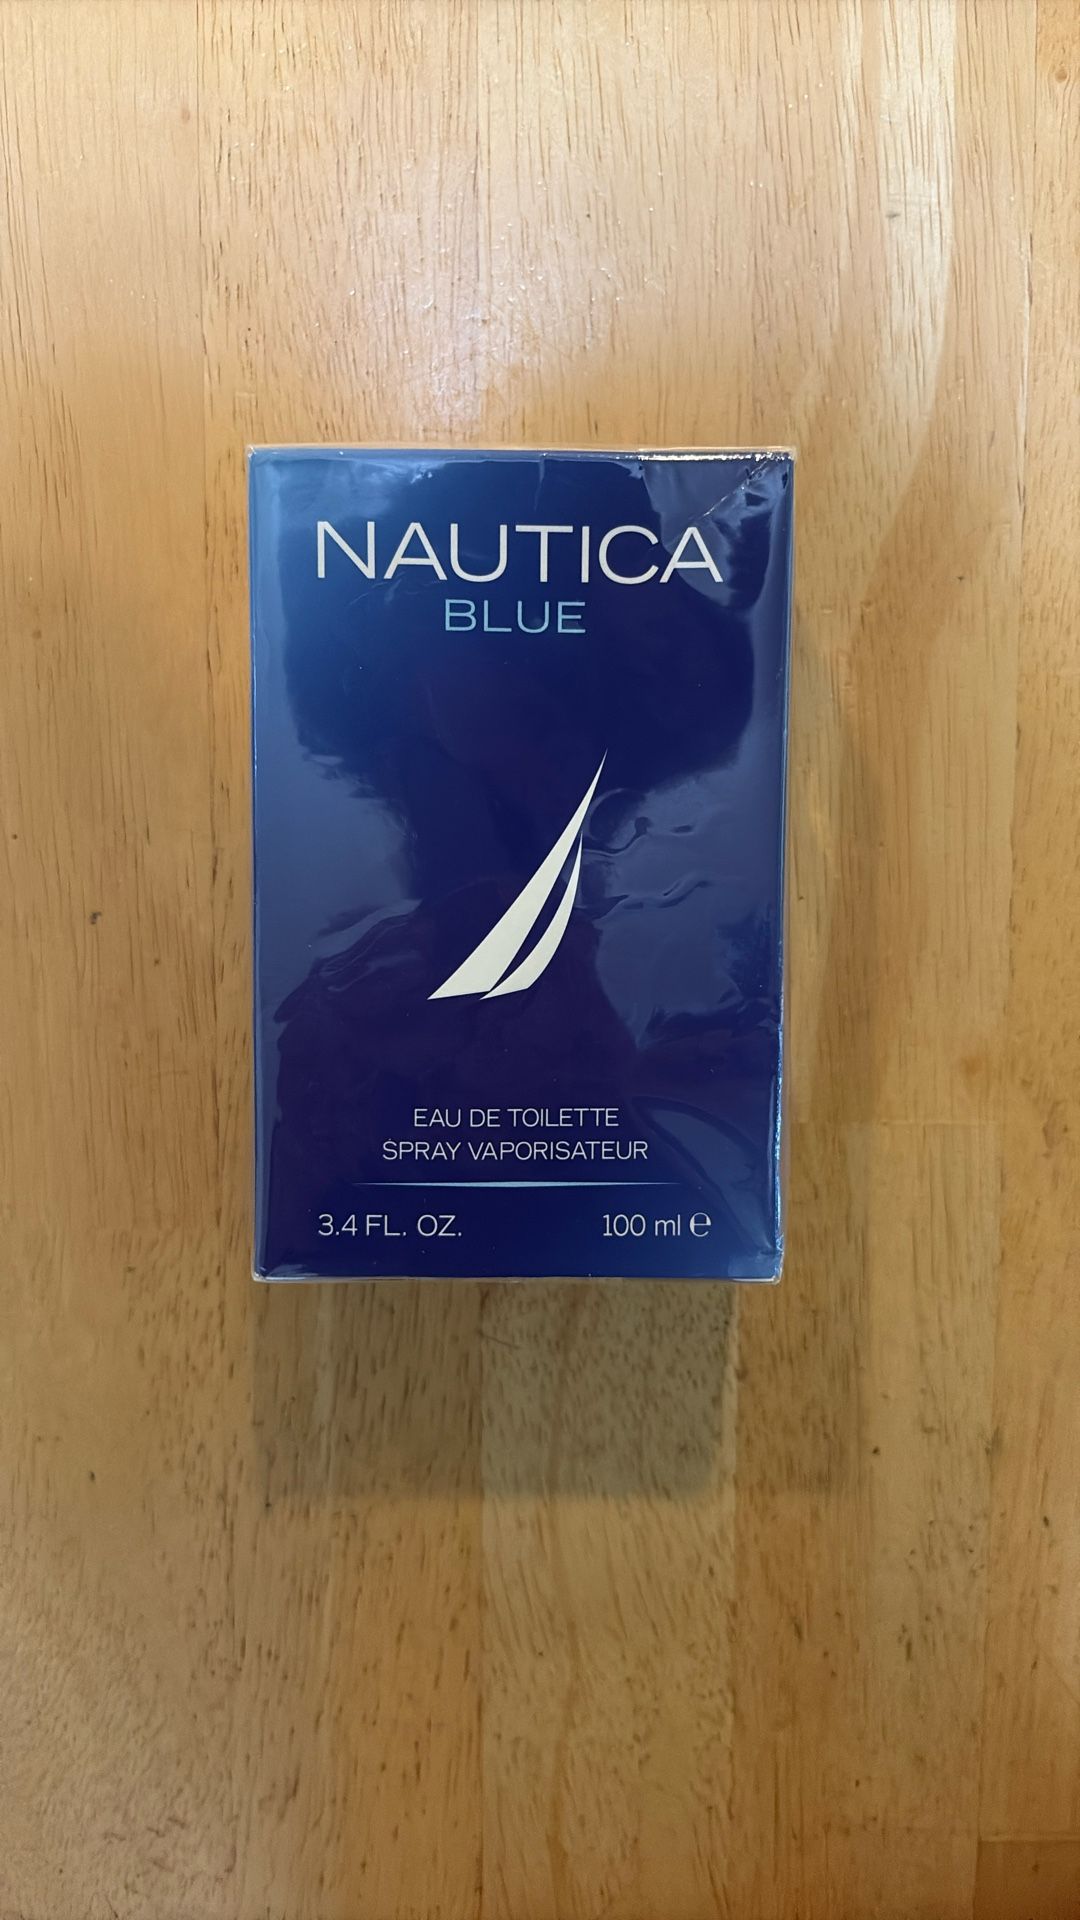 NAUTICA
BLUE
EAU DE TOILETTE
SPRAY VAPORISATEUR
3.4 FL. OZ. 100 ml ℮